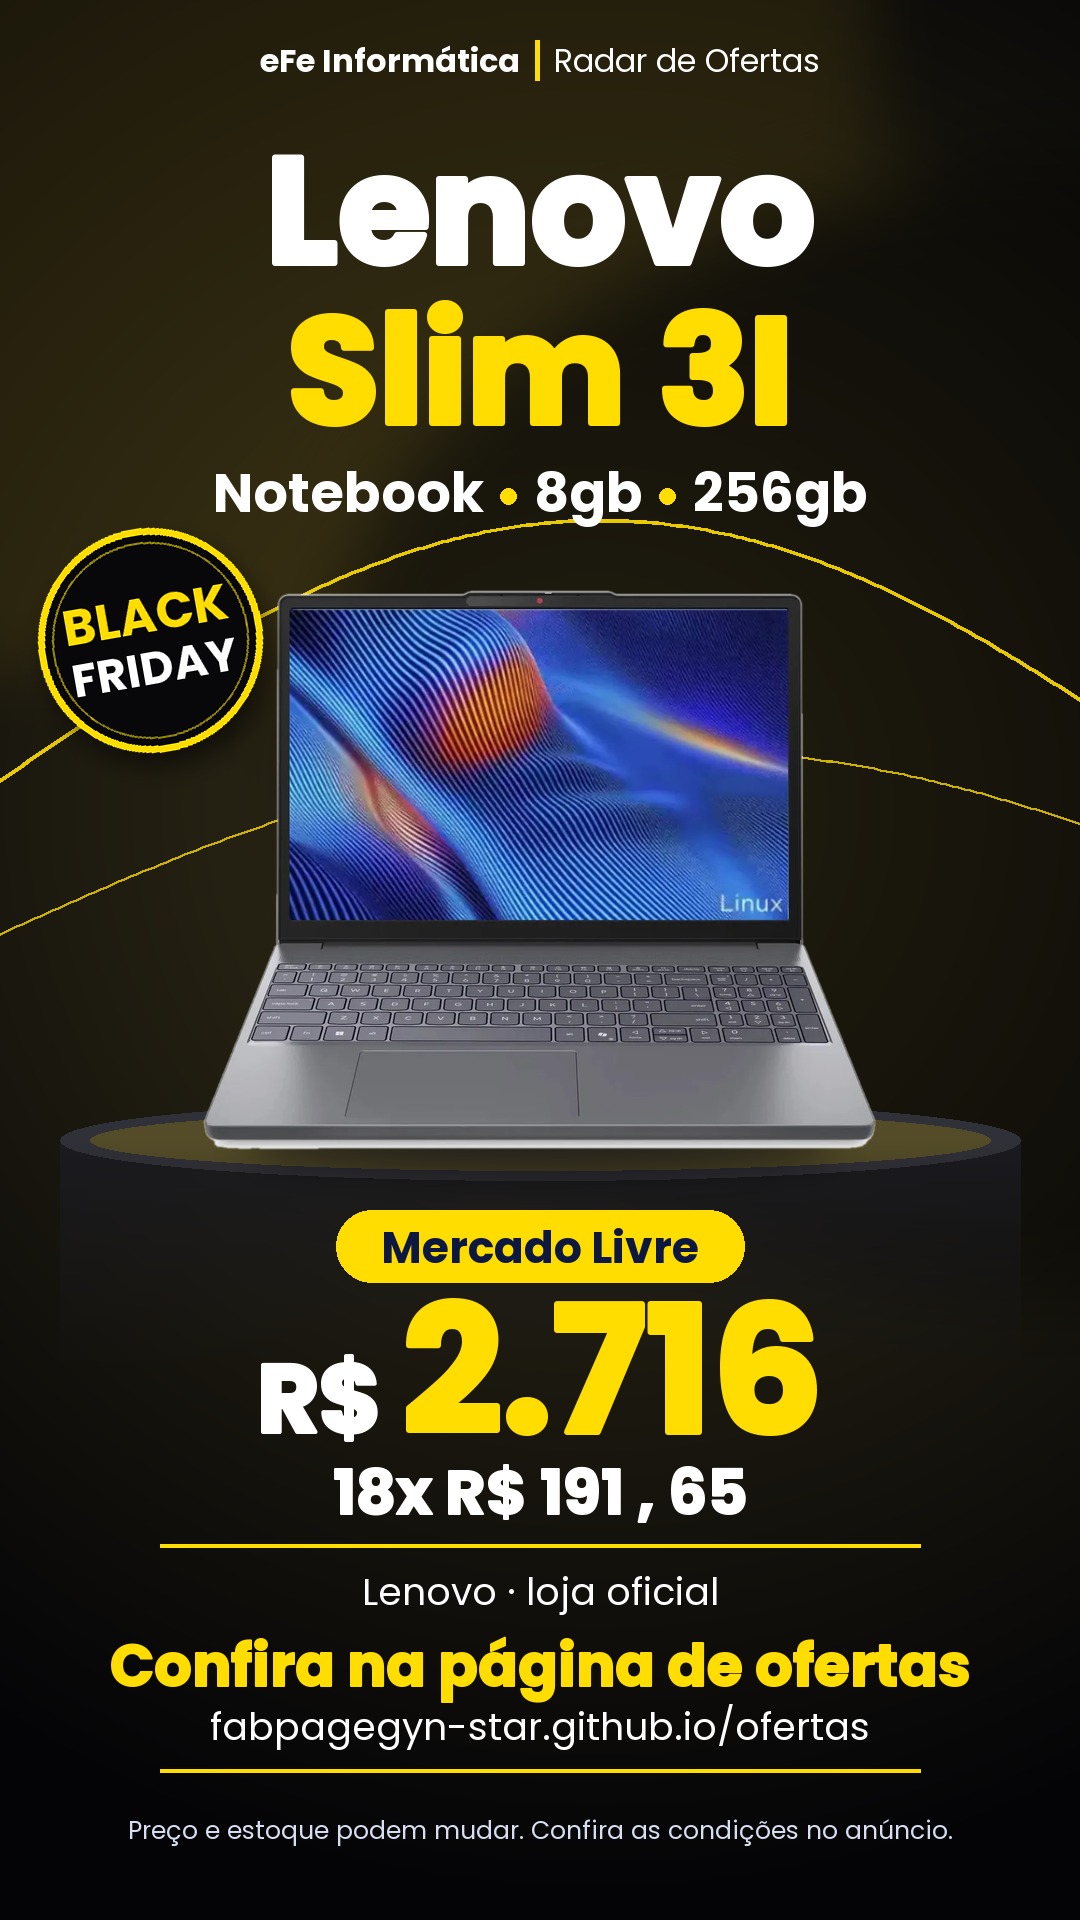 eFe Informática | Radar de Ofertas
Lenovo
Slim 3I
Notebook • 8gb • 256gb
BLACK
FRIDAY
Linux
Mercado Livre
R$ 2.716
18x R$ 191 , 65
Lenovo · loja oficial
Confira na página de ofertas
fabpagegyn-star.github.io/ofertas
Preço e estoque podem mudar. Confira as condições no anúncio.